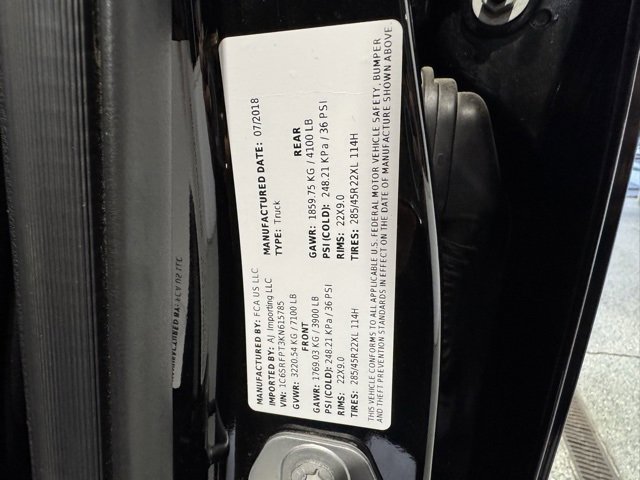 MANUFACTURED BY: FCA US LLC
IMPORTED BY: AJ Importing LLC
VIN: 1C6SRFPT3KN615785
GVWR: 3220.54 KG / 7100 LB
MANUFACTURED DATE: 07/2018
TYPE: Truck
FRONT
GAWR: 1769.03 KG / 3900 LB
PSI (COLD): 248.21 KPa / 36 PSI
RIMS: 22X9.0
TIRES: 285/45R22XL 114H
REAR
GAWR: 1859.75 KG / 4100 LB
PSI (COLD): 248.21 KPa / 36 PSI
RIMS: 22X9.0
TIRES: 285/45R22XL 114H
THIS VEHICLE CONFORMS TO ALL APPLICABLE U.S. FEDERAL MOTOR VEHICLE SAFETY, BUMPER
AND THEFT PREVENTION STANDARDS IN EFFECT ON THE DATE OF MANUFACTURE SHOWN ABOVE